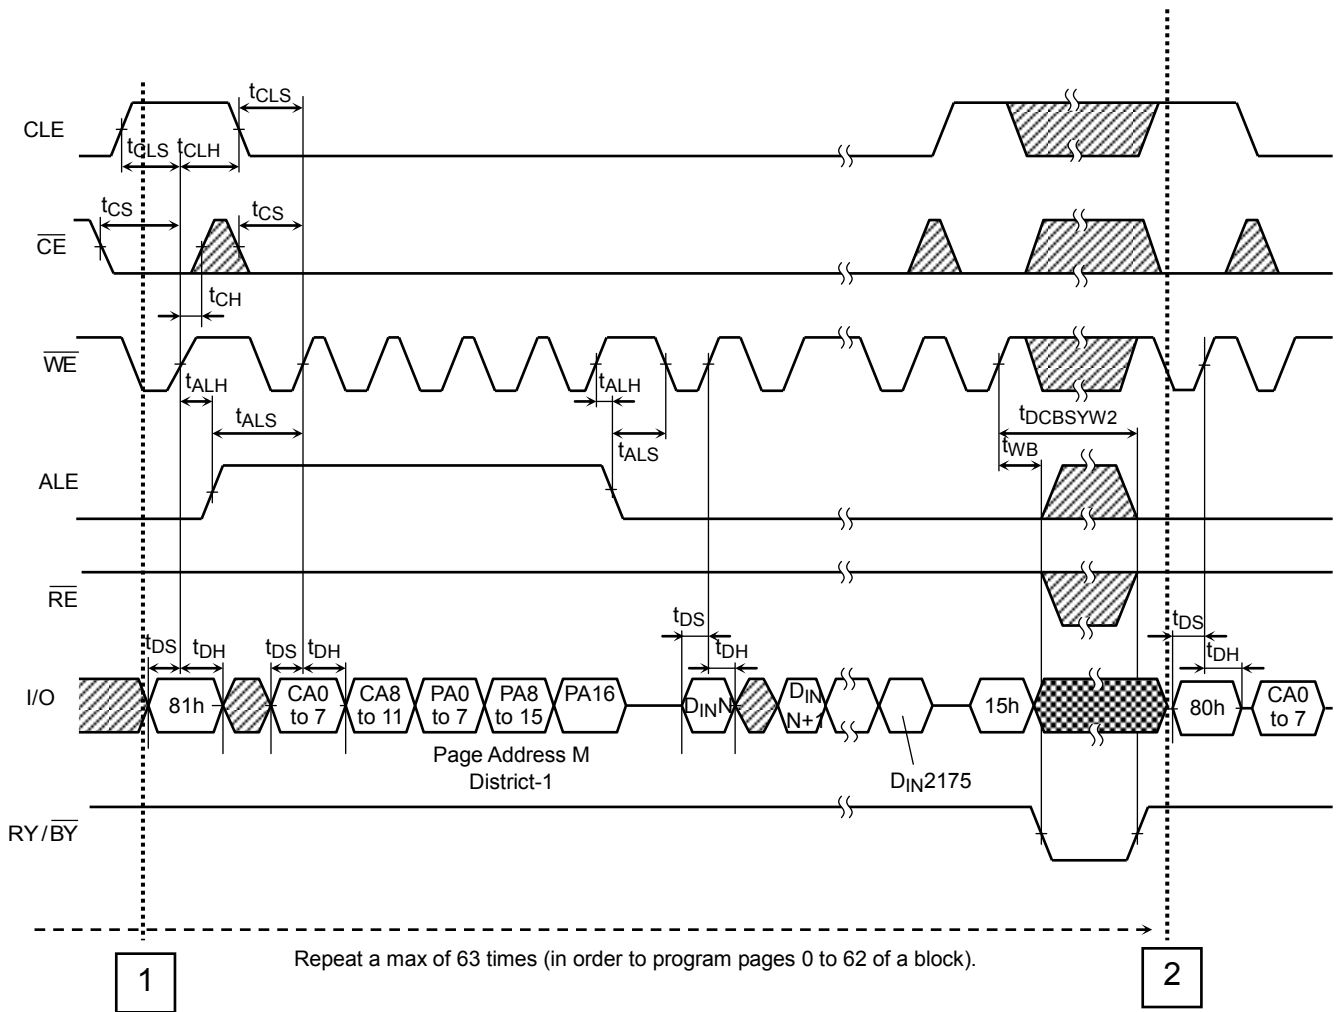 tCLS
CLE
tCLS tCLH
tCS tCS
CE
tCH
WE
tALH tALH
tALS tDCBSYW2
tALS tWB
ALE
RE
tDS tDH tDS tDH tDS tDH tDS tDH
I/O 81h CA0 to 7 CA8 to 11 PA0 to 7 PA8 to 15 PA16 DINN DIN N+1 15h 80h CA0 to 7
Page Address M
District-1
DIN2175
RY/BY
Repeat a max of 63 times (in order to program pages 0 to 62 of a block).
1 2